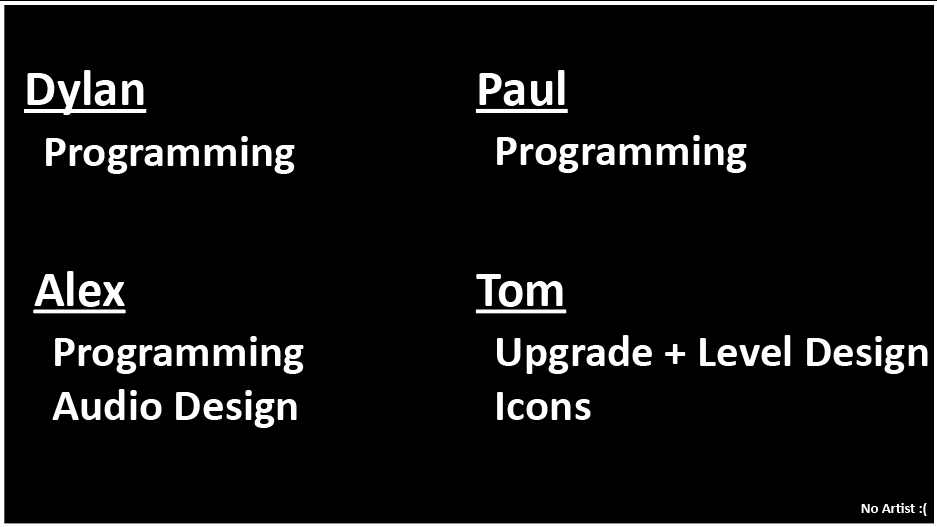 Dylan
Programming
Paul
Programming
Alex
Programming
Audio Design
Tom
Upgrade + Level Design
Icons
No Artist :(